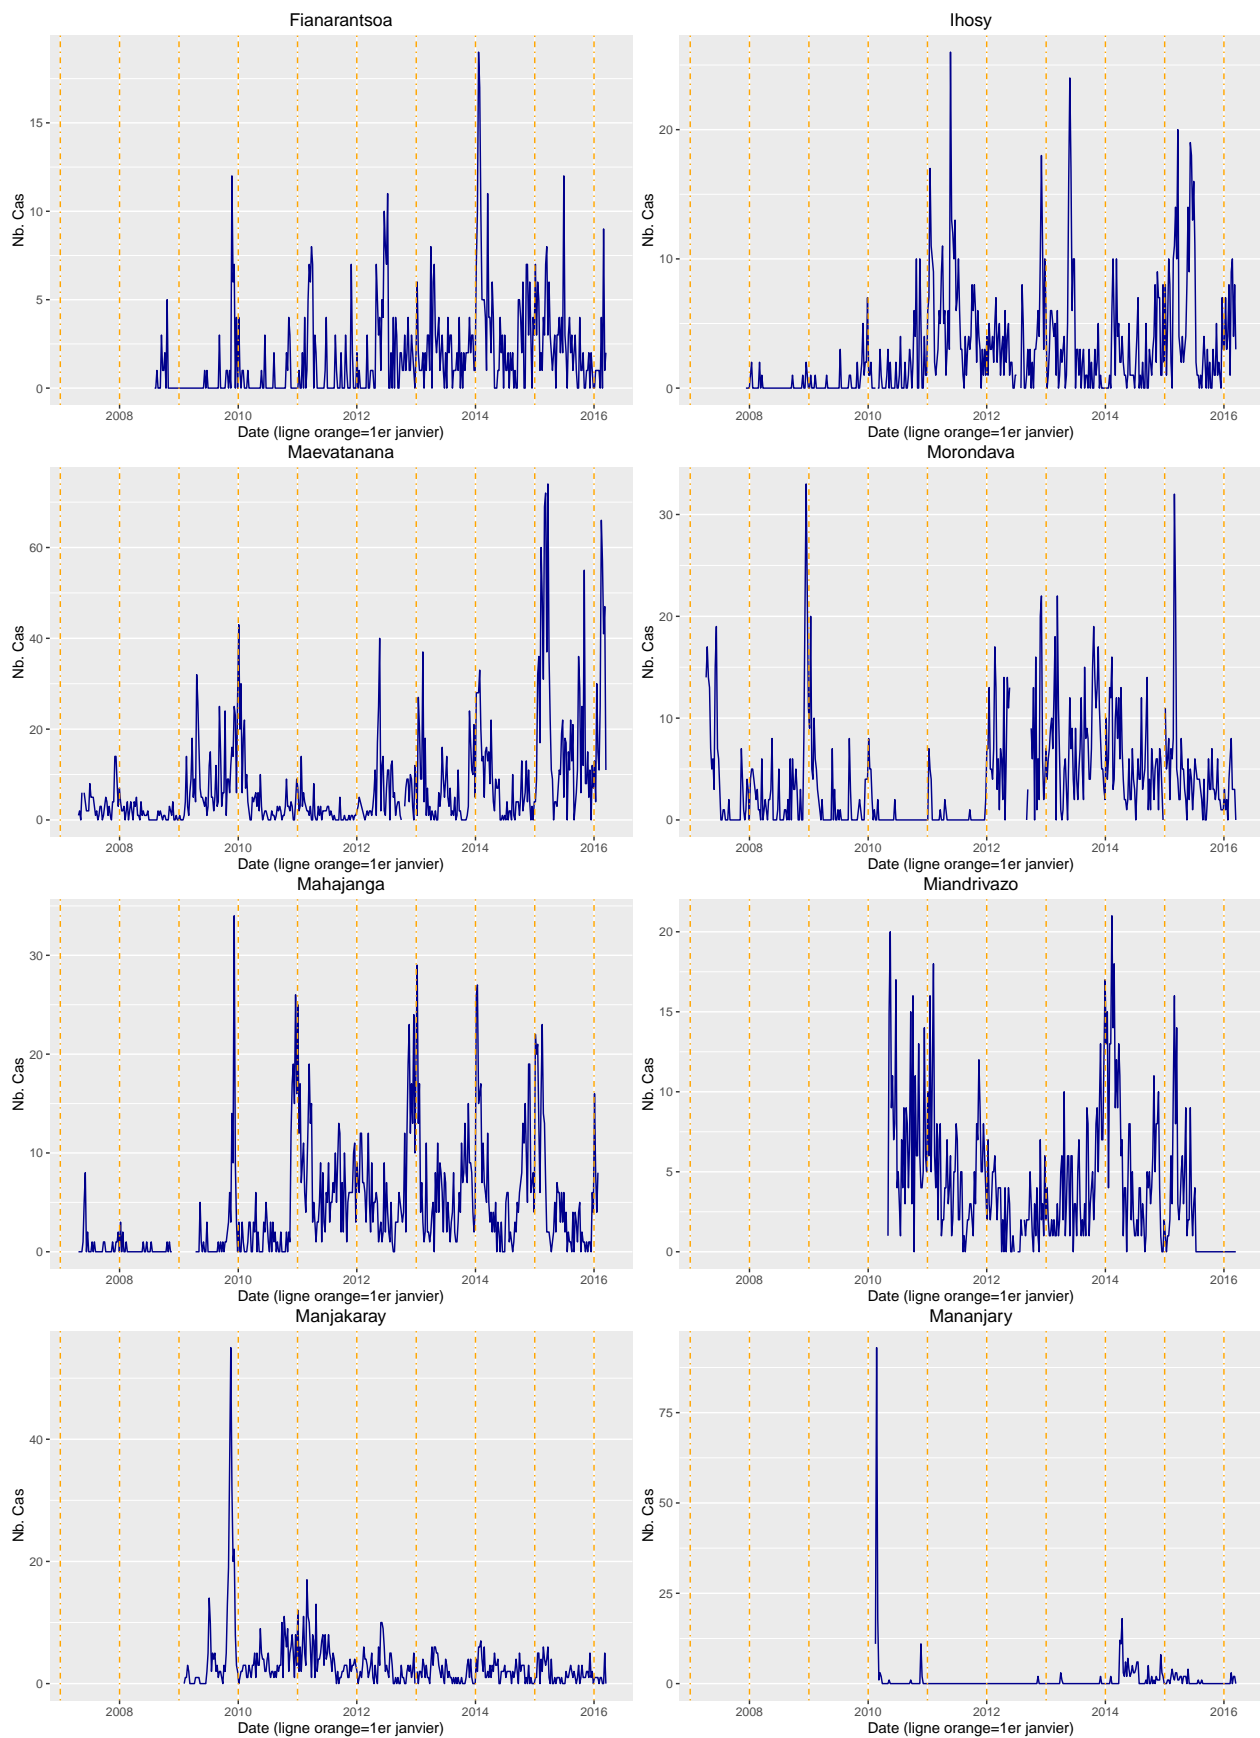 Fianarantsoa
Nb. Cas
15
10
5
0
2008 2010 2012 2014 2016
Date (ligne orange=1er janvier)
Ihosy
Nb. Cas
20
10
0
2008 2010 2012 2014 2016
Date (ligne orange=1er janvier)
Maevatanana
Nb. Cas
60
40
20
0
2008 2010 2012 2014 2016
Date (ligne orange=1er janvier)
Morondava
Nb. Cas
30
20
10
0
2008 2010 2012 2014 2016
Date (ligne orange=1er janvier)
Mahajanga
Nb. Cas
30
20
10
0
2008 2010 2012 2014 2016
Date (ligne orange=1er janvier)
Miandrivazo
Nb. Cas
20
15
10
5
0
2008 2010 2012 2014 2016
Date (ligne orange=1er janvier)
Manjakaray
Nb. Cas
40
20
0
2008 2010 2012 2014 2016
Date (ligne orange=1er janvier)
Mananjary
Nb. Cas
75
50
25
0
2008 2010 2012 2014 2016
Date (ligne orange=1er janvier)